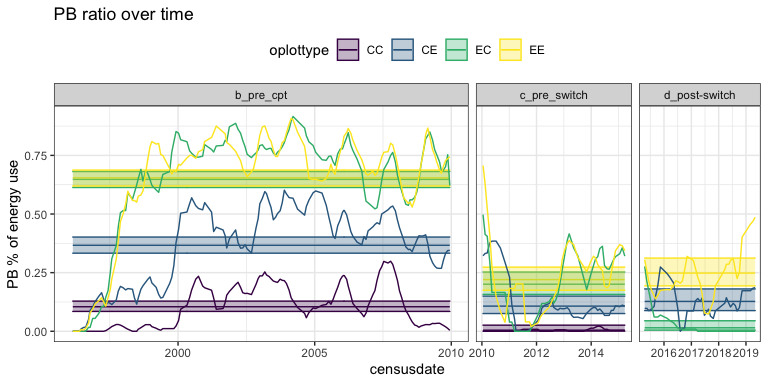 PB ratio over time
oplottype CC CE EC EE
b_pre_cpt c_pre_switch d_post-switch
PB % of energy use
0.75
0.50
0.25
0.00
2000 2005 2010 2010 2012 2014 2016 2017 2018 2019
censusdate